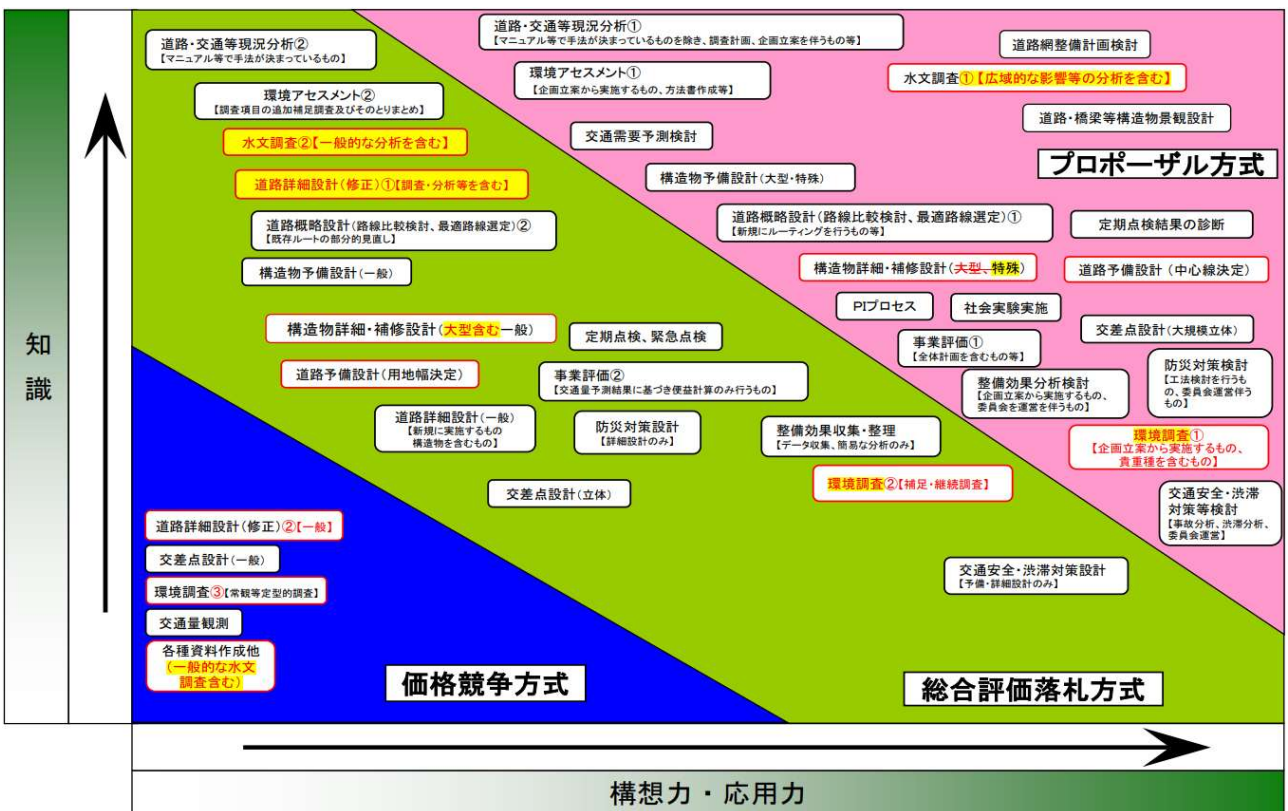 道路・交通等現況分析②
【マニュアル等で手法が決まっているもの】
環境アセスメント②
【調査項目の追加補足調査及びそのとりまとめ】
水文調査②【一般的な分析を含む】
道路詳細設計(修正)①【調査・分析等を含む】
道路概略設計(路線比較検討、最適路線選定)②
【既存ルートの部分的見直し】
構造物予備設計(一般)
構造物詳細・補修設計(大型含む一般)
定期点検、緊急点検
道路予備設計(用地幅決定)
事業評価②
【交通量予測結果に基づき便益計算のみ行うもの】
道路詳細設計(一般)
【新規に実施するもの
構造物を含むもの】
防災対策設計
【詳細設計のみ】
整備効果収集・整理
【データ収集、簡易な分析のみ】
環境調査②【補足・継続調査】
交差点設計(立体)
交通安全・渋滞対策設計
【予備・詳細設計のみ】
総合評価落札方式
道路・交通等現況分析①
【マニュアル等で手法が決まっているものを除き、調査計画、企画立案を伴うもの等】
環境アセスメント①
【企画立案から実施するもの、方法書作成等】
交通需要予測検討
構造物予備設計(大型・特殊)
道路網整備計画検討
水文調査①【広域的な影響等の分析を含む】
道路・橋梁等構造物景観設計
プロポーザル方式
道路概略設計(路線比較検討、最適路線選定)①
【新規にルーティングを行うもの等】
定期点検結果の診断
構造物詳細・補修設計(大型、特殊)
道路予備設計(中心線決定)
PIプロセス
社会実験実施
交差点設計(大規模立体)
事業評価①
【全体計画を含むもの等】
整備効果分析検討
【企画立案から実施するもの、
委員会を運営を伴うもの】
防災対策検討
【工法検討を行うも
の、委員会運営伴う
もの】
環境調査①
【企画立案から実施するもの、
貴重種を含むもの】
交通安全・渋滞
対策等検討
【事故分析、渋滞分析、
委員会運営】
道路詳細設計(修正)②【一般】
交差点設計(一般)
環境調査③【常観等定型的調査】
交通量観測
各種資料作成他
(一般的な水文
調査含む)
価格競争方式
知識
構想力・応用力